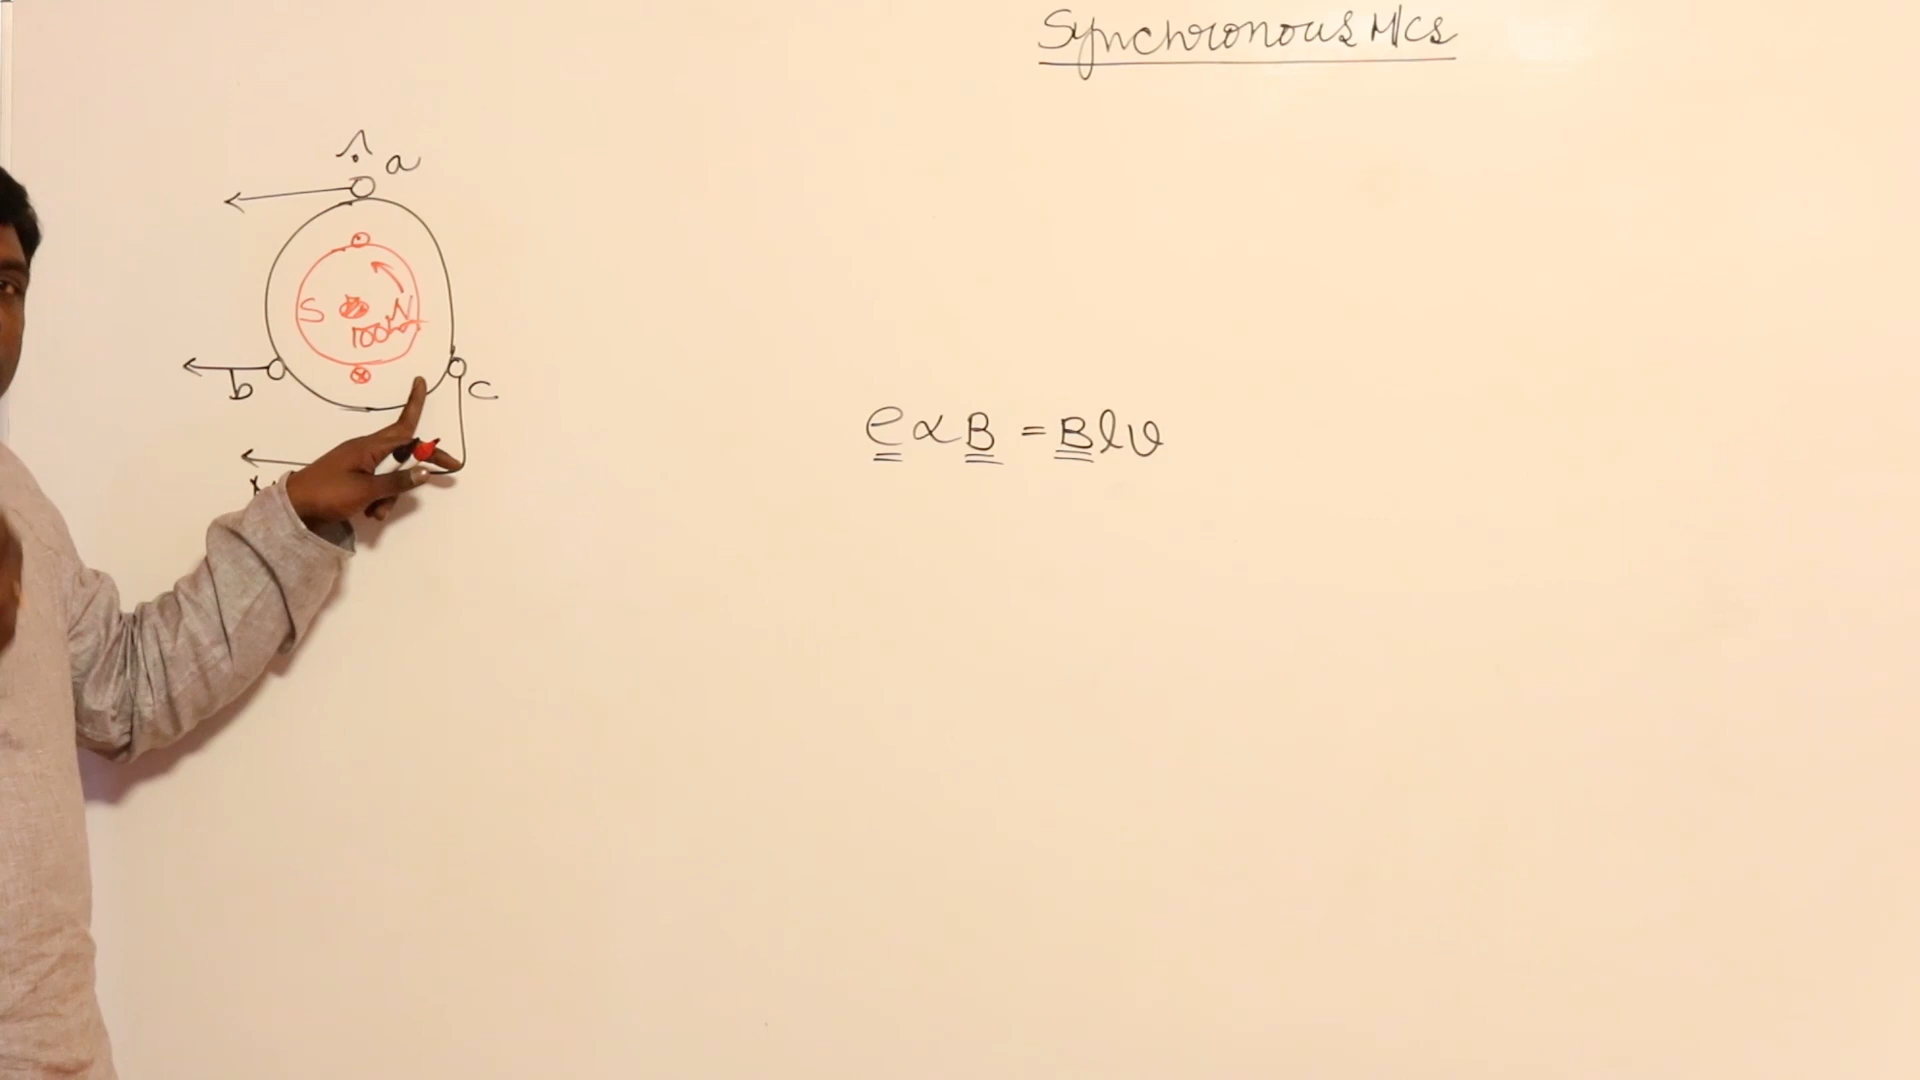 Synchronous M/cs
a
S N
b
c
e ∝ B = Blv